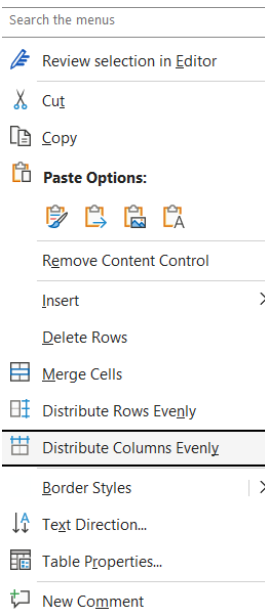 Search the menus
Review selection in Editor
Cut
Copy
Paste Options:
Remove Content Control
Insert
Delete Rows
Merge Cells
Distribute Rows Evenly
Distribute Columns Evenly
Border Styles
Text Direction...
Table Properties...
New Comment